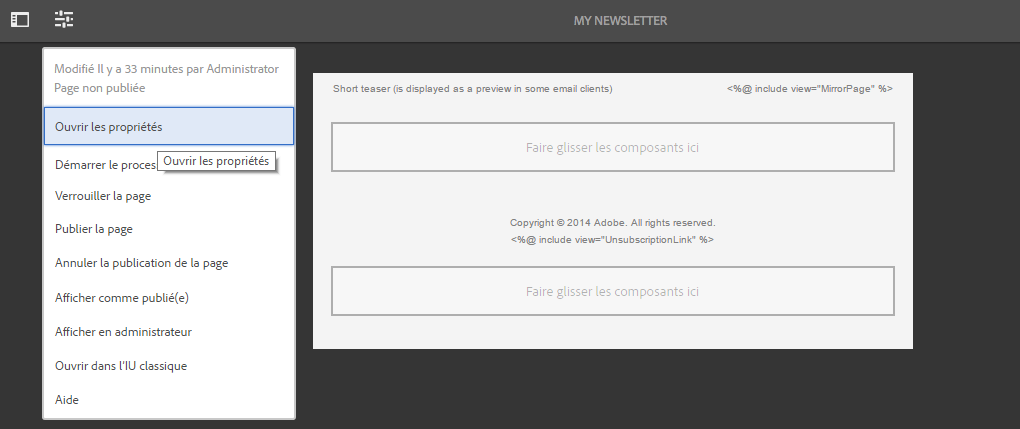 MY NEWSLETTER
Modifié Il y a 33 minutes par Administrator
Page non publiée
Ouvrir les propriétés
Démarrer le proces
Ouvrir les propriétés
Verrouiller la page
Publier la page
Annuler la publication de la page
Afficher comme publié(e)
Afficher en administrateur
Ouvrir dans l'IU classique
Aide
Short teaser (is displayed as a preview in some email clients)
<%@ include view="MirrorPage" %>
Faire glisser les composants ici
Copyright © 2014 Adobe. All rights reserved.
<%@ include view="UnsubscriptionLink" %>
Faire glisser les composants ici